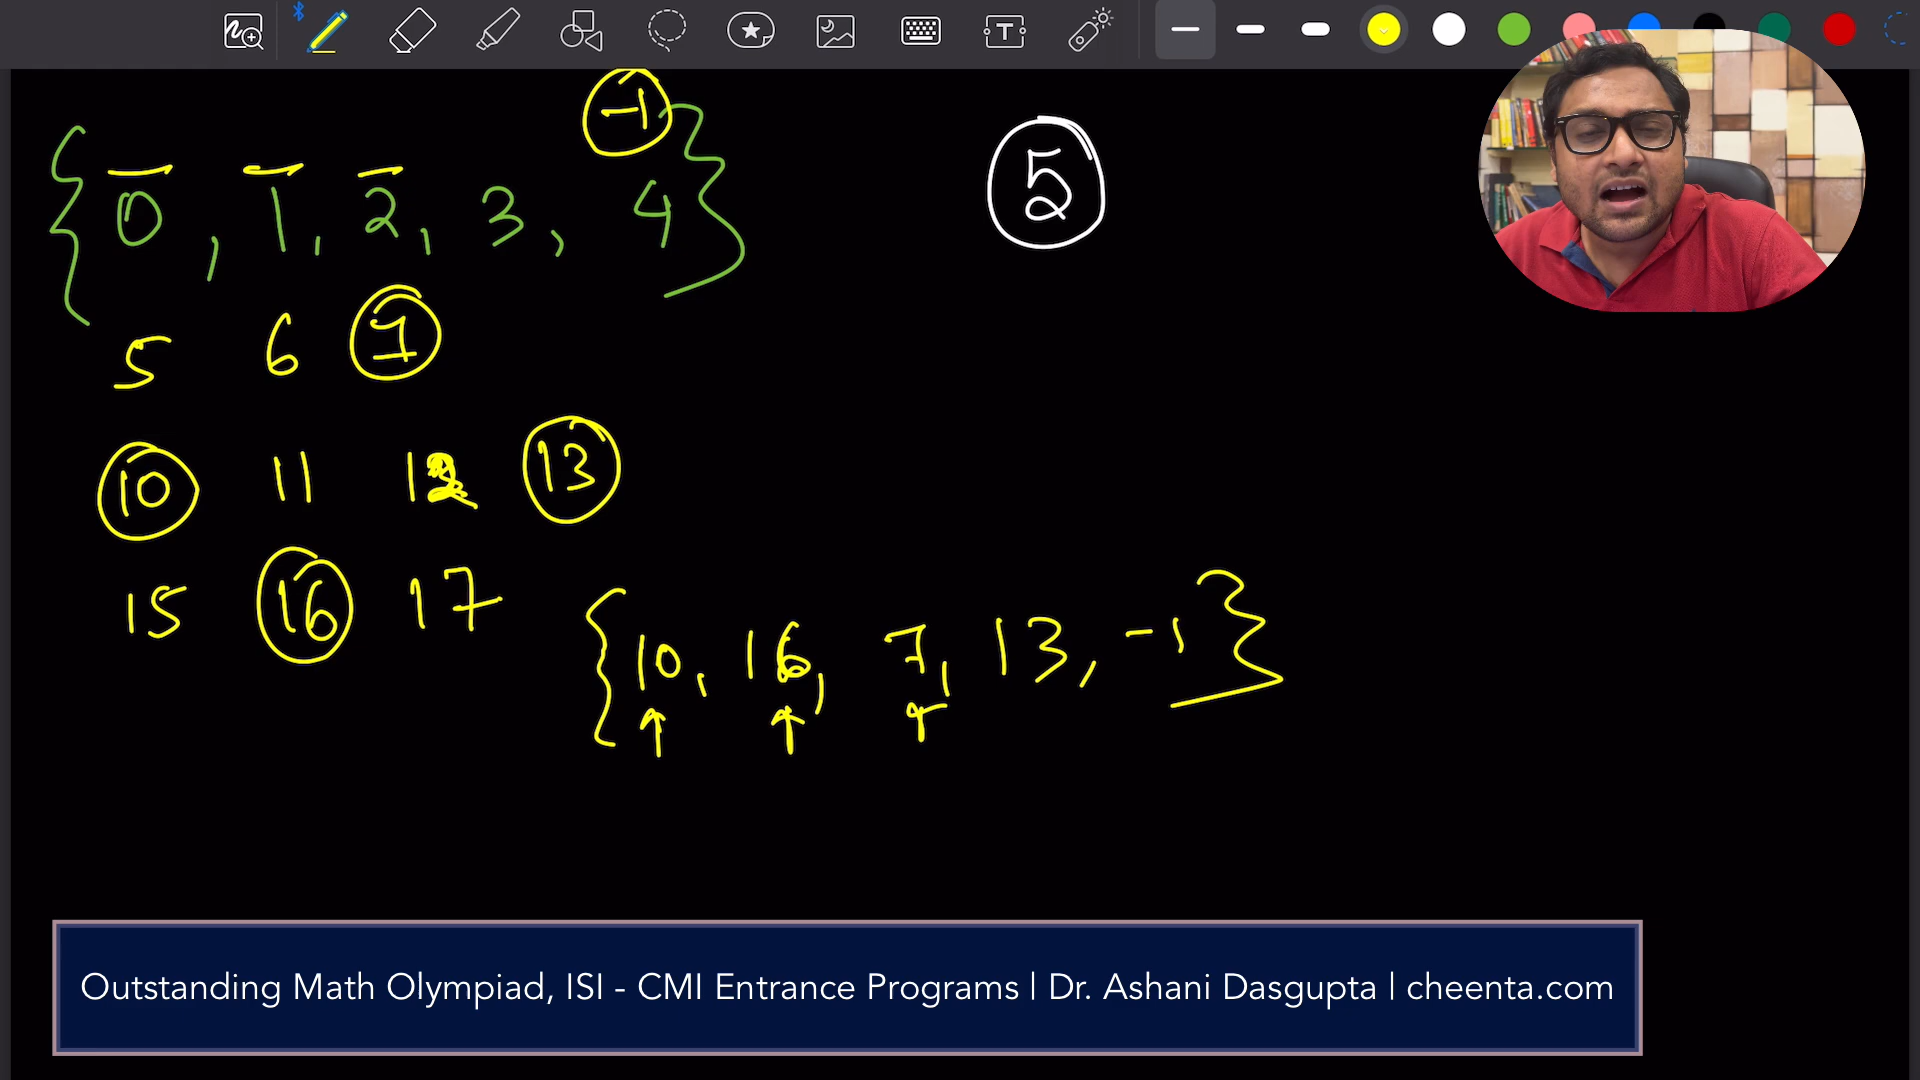 -1
{ 0, 1, 2, 3, 4 }
5
5 6 7
10 11 12 13
15 16 17
{ 10, 16, 7, 13, -1 }
Outstanding Math Olympiad, ISI - CMI Entrance Programs | Dr. Ashani Dasgupta | cheenta.com